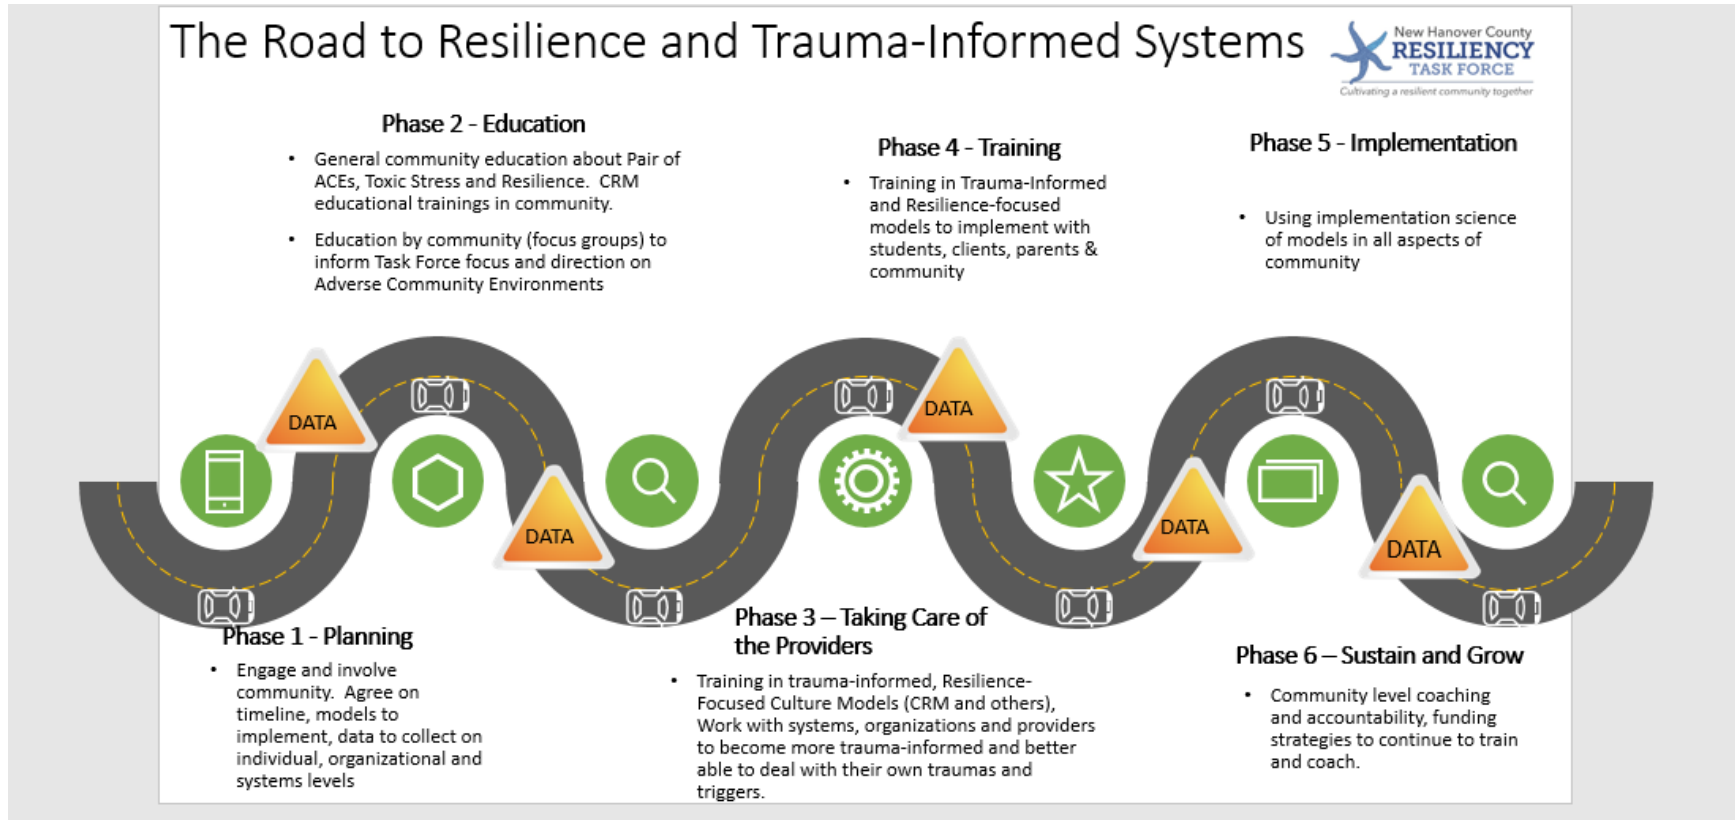 The Road to Resilience and Trauma-Informed Systems
New Hanover County
RESILIENCY
TASK FORCE
Cultivating a resilient community together
Phase 2 - Education
• General community education about Pair of
ACEs, Toxic Stress and Resilience.  CRM
educational trainings in community.
• Education by community (focus groups) to
inform Task Force focus and direction on
Adverse Community Environments
Phase 4 - Training
• Training in Trauma-Informed
and Resilience-focused
models to implement with
students, clients, parents &
community
Phase 5 - Implementation
• Using implementation science
of models in all aspects of
community
DATA
DATA
DATA
DATA
DATA
Phase 1 - Planning
• Engage and involve
community.  Agree on
timeline, models to
implement, data to collect on
individual, organizational and
systems levels
Phase 3 – Taking Care of
the Providers
• Training in trauma-informed, Resilience-
Focused Culture Models (CRM and others),
Work with systems, organizations and providers
to become more trauma-informed and better
able to deal with their own traumas and
triggers.
Phase 6 – Sustain and Grow
• Community level coaching
and accountability, funding
strategies to continue to train
and coach.